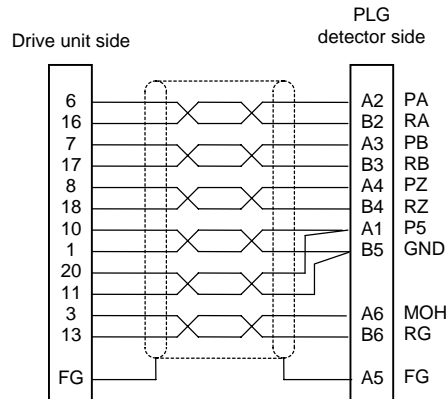 PLG
Drive unit side detector side
6 A2 PA
16 B2 RA
7 A3 PB
17 B3 RB
8 A4 PZ
18 B4 RZ
10 A1 P5
1 B5 GND
20
11
3 A6 MOH
13 B6 RG
FG A5 FG